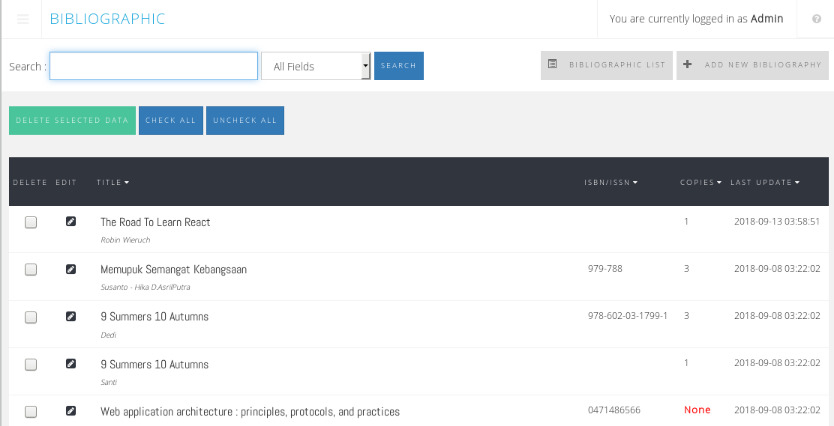 BIBLIOGRAPHIC
You are currently logged in as Admin
Search : All Fields SEARCH
BIBLIOGRAPHIC LIST ADD NEW BIBLIOGRAPHY
DELETE SELECTED DATA CHECK ALL UNCHECK ALL
DELETE EDIT TITLE ISBN/ISSN COPIES LAST UPDATE
The Road To Learn React 1 2018-09-13 03:58:51
Robin Wieruch
Memupuk Semangat Kebangsaan 979-788 3 2018-09-08 03:22:02
Susanto - Hika D.AsrilPutra
9 Summers 10 Autumns 978-602-03-1799-1 3 2018-09-08 03:22:02
Dedi
9 Summers 10 Autumns 1 2018-09-08 03:22:02
Santi
Web application architecture : principles, protocols, and practices 0471486566 None 2018-09-08 03:22:02